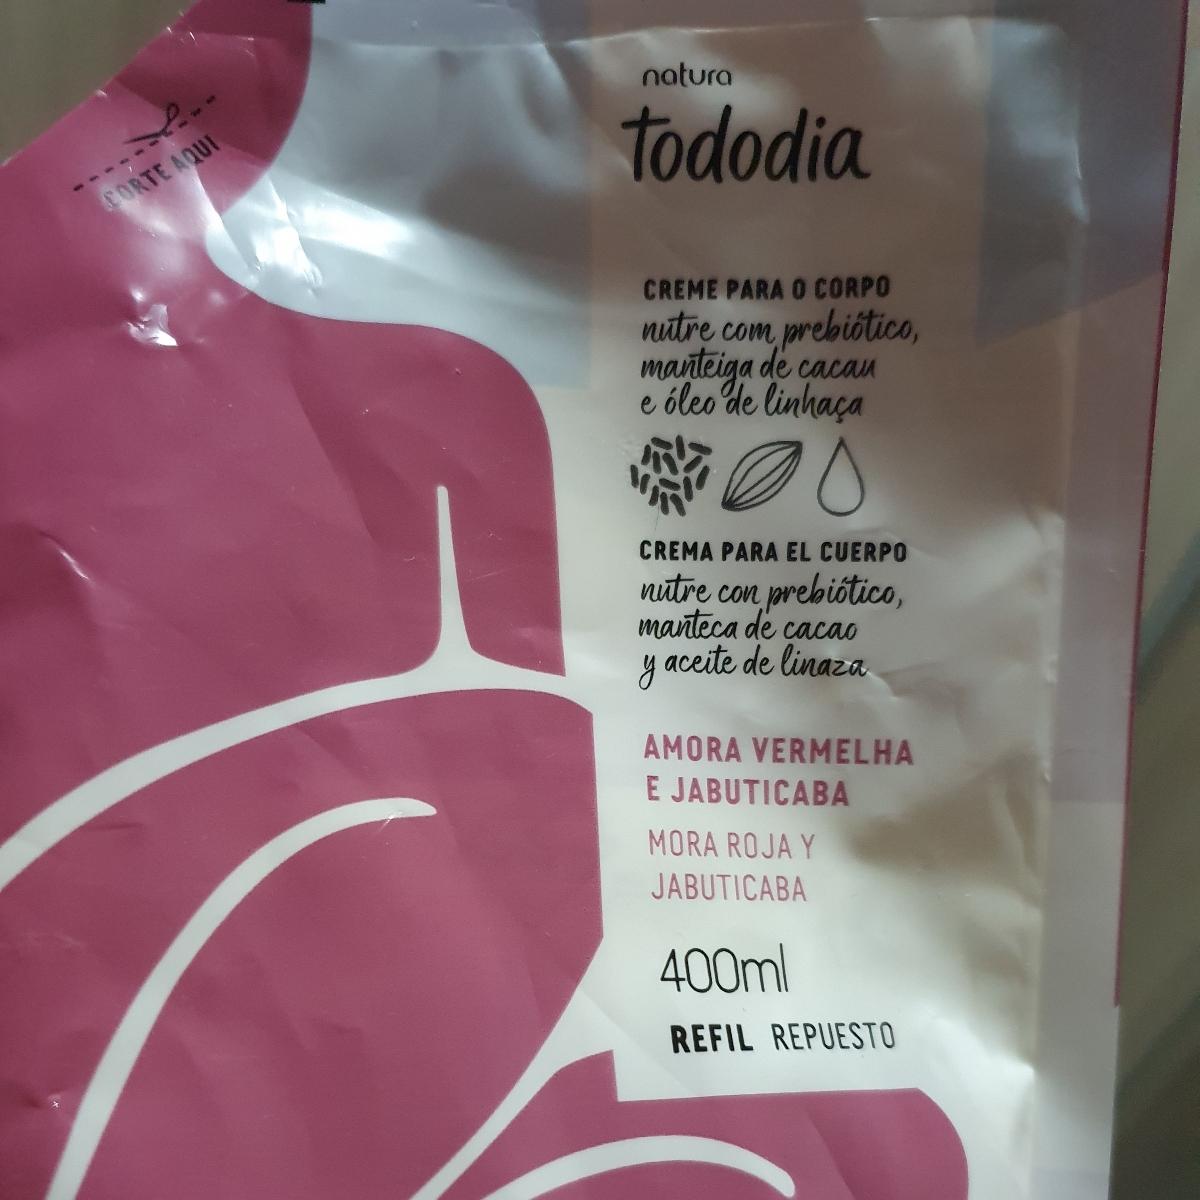 natura
tododia
CORTE AQUI
CREME PARA O CORPO
nutre com prebiótico,
manteiga de cacau
e óleo de linhaça
CREMA PARA EL CUERPO
nutre con prebiótico,
manteca de cacao
y aceite de linaza
AMORA VERMELHA
E JABUTICABA
MORA ROJA Y
JABUTICABA
400ml
REFIL REPUESTO